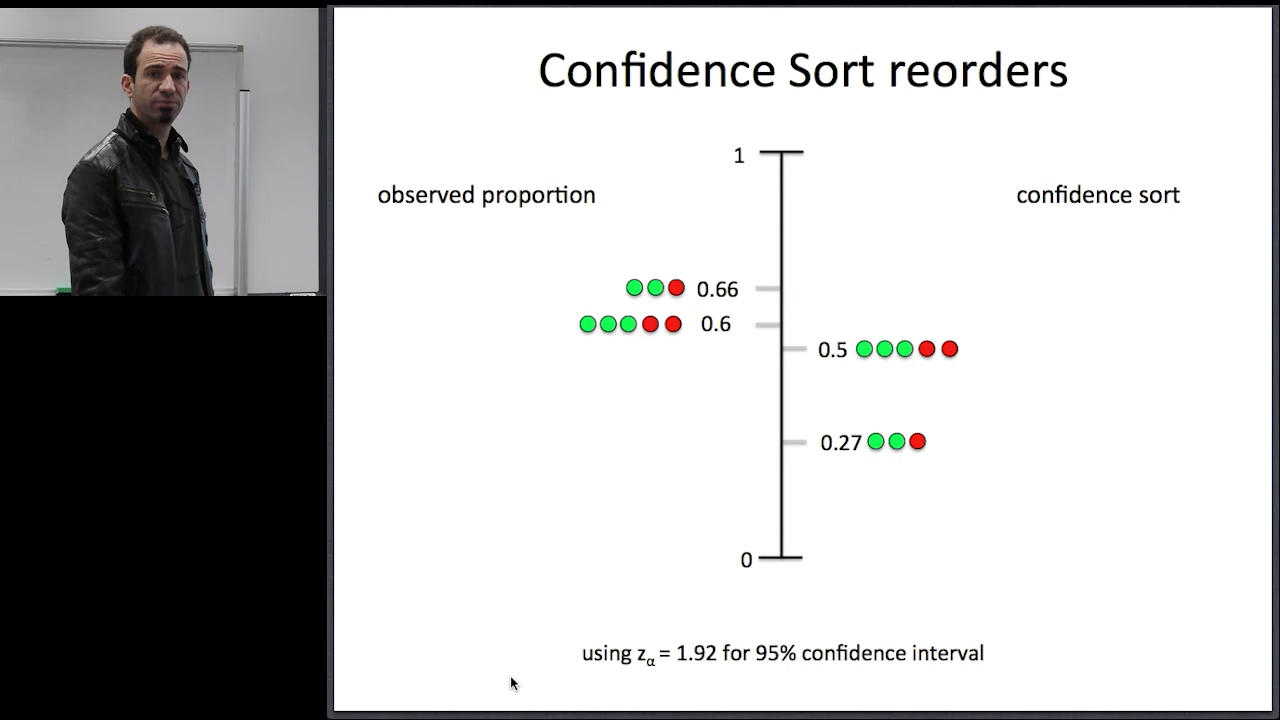 Confidence Sort reorders
1
observed proportion
confidence sort
0.66
0.6
0.5
0.27
0
using zα = 1.92 for 95% confidence interval